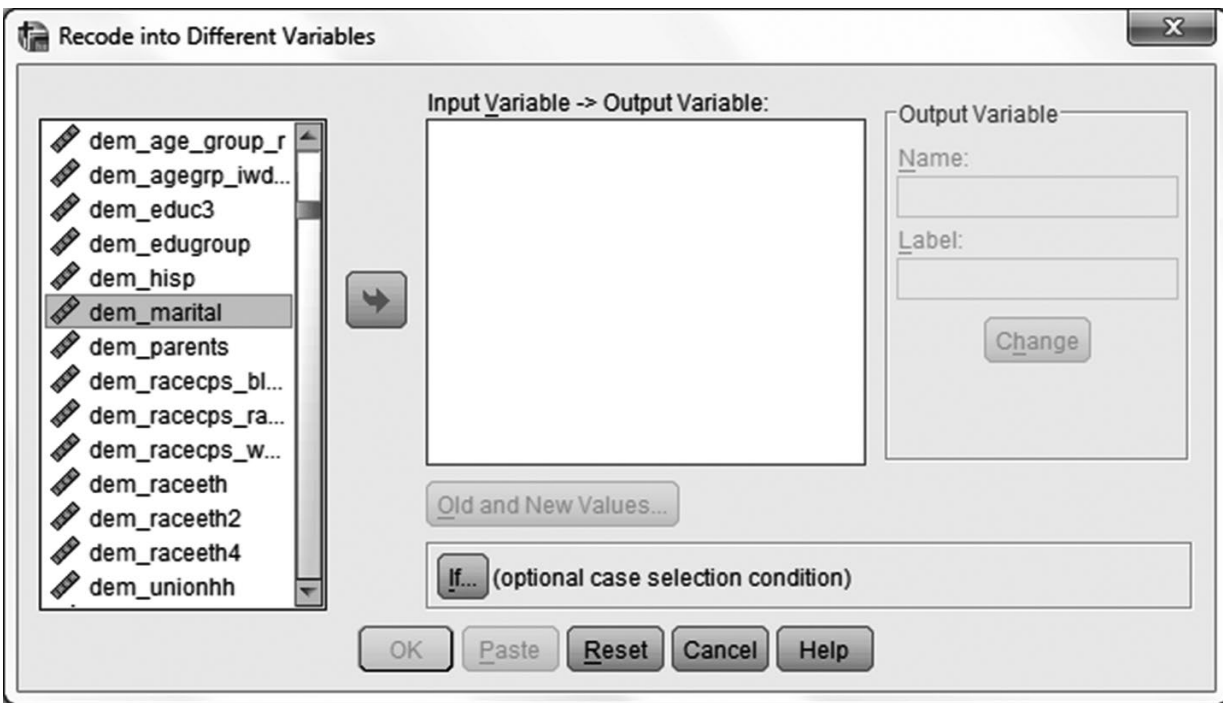 Recode into Different Variables
dem_age_group_r
dem_agegrp_iwd...
dem_educ3
dem_edugroup
dem_hisp
dem_marital
dem_parents
dem_racecps_bl...
dem_racecps_ra...
dem_racecps_w...
dem_raceeth
dem_raceeth2
dem_raceeth4
dem_unionhh
Input Variable -> Output Variable:
Old and New Values...
If... (optional case selection condition)
Output Variable
Name:
Label:
Change
OK Paste Reset Cancel Help